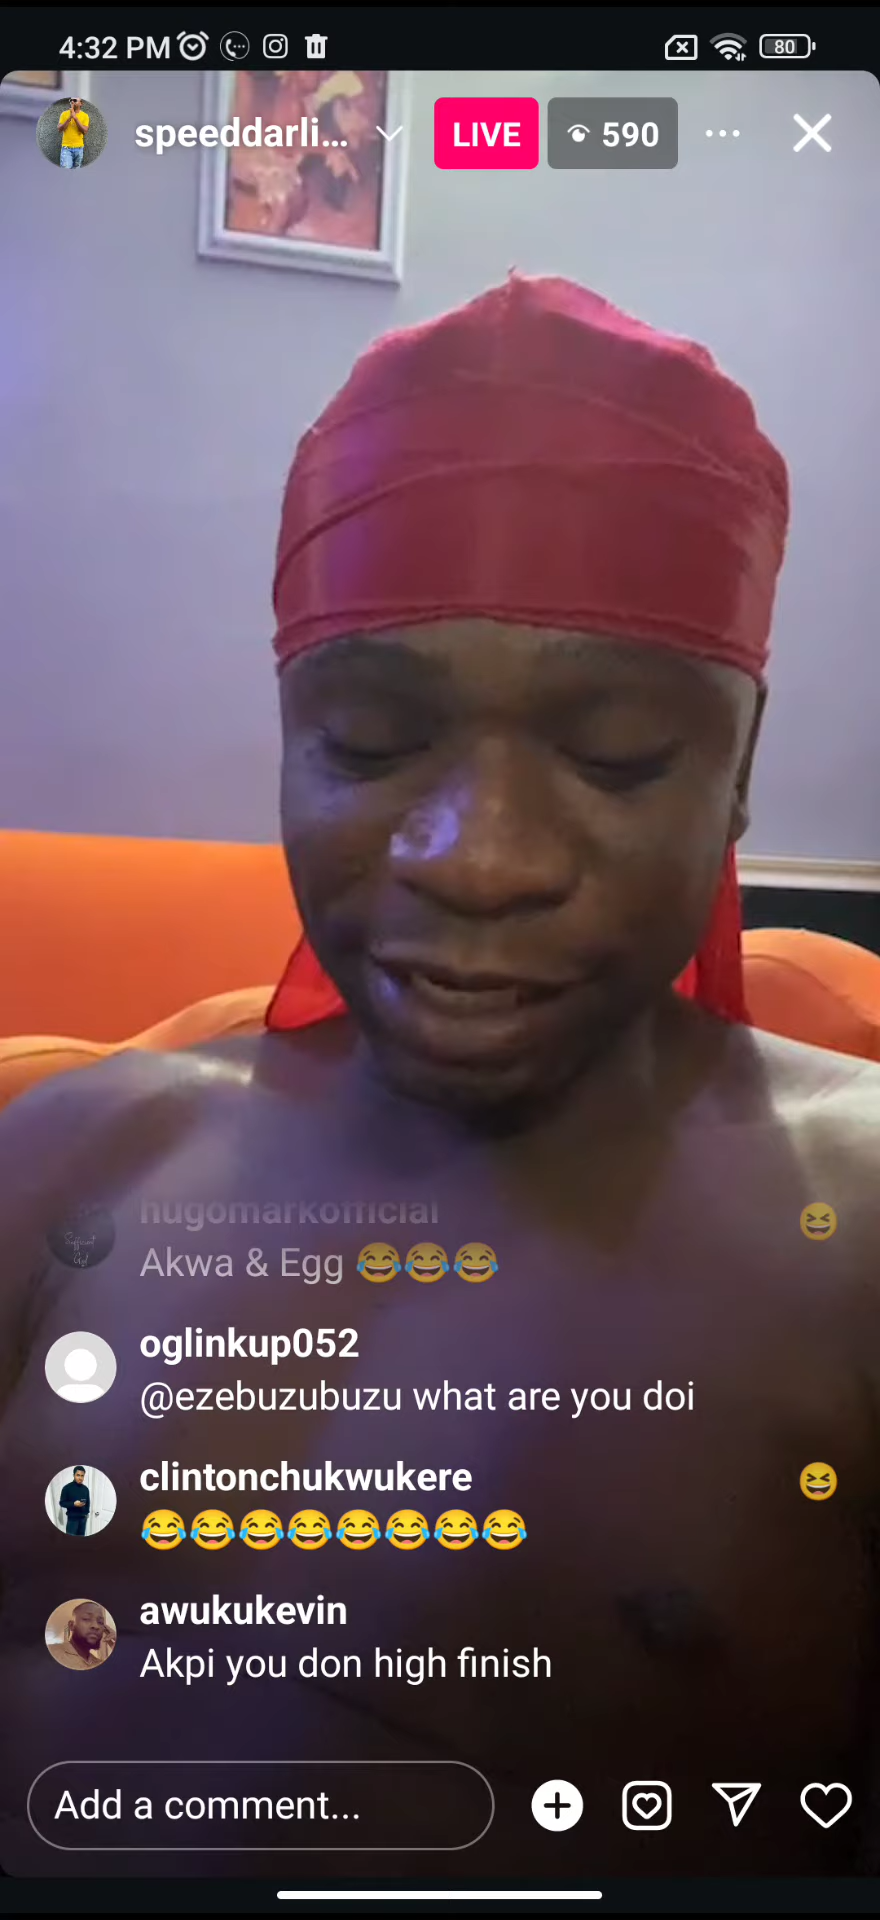 4:32 PM
80
speeddarli...
LIVE
590
hugomarkofficial
Akwa & Egg 😂😂😂
oglinkup052
@ezebuzubuzu what are you doi
clintonchukwukere
😂😂😂😂😂😂😂😂
awukukevin
Akpi you don high finish
Add a comment...